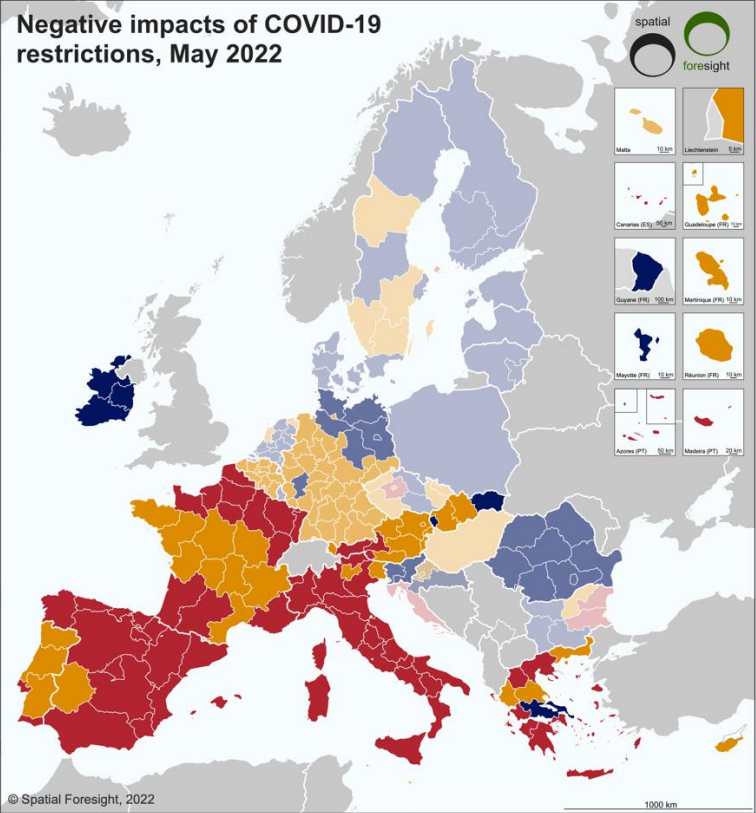 Negative impacts of COVID-19
restrictions, May 2022
spatial
foresight
Malta 10 km
Liechtenstein 5 km
Canarias (ES) 50 km
Guadeloupe (FR) 10 km
Guyane (FR) 100 km
Martinique (FR) 10 km
Mayotte (FR) 10 km
Réunion (FR) 10 km
Azores (PT) 50 km
Madeira (PT) 20 km
© Spatial Foresight, 2022
1000 km